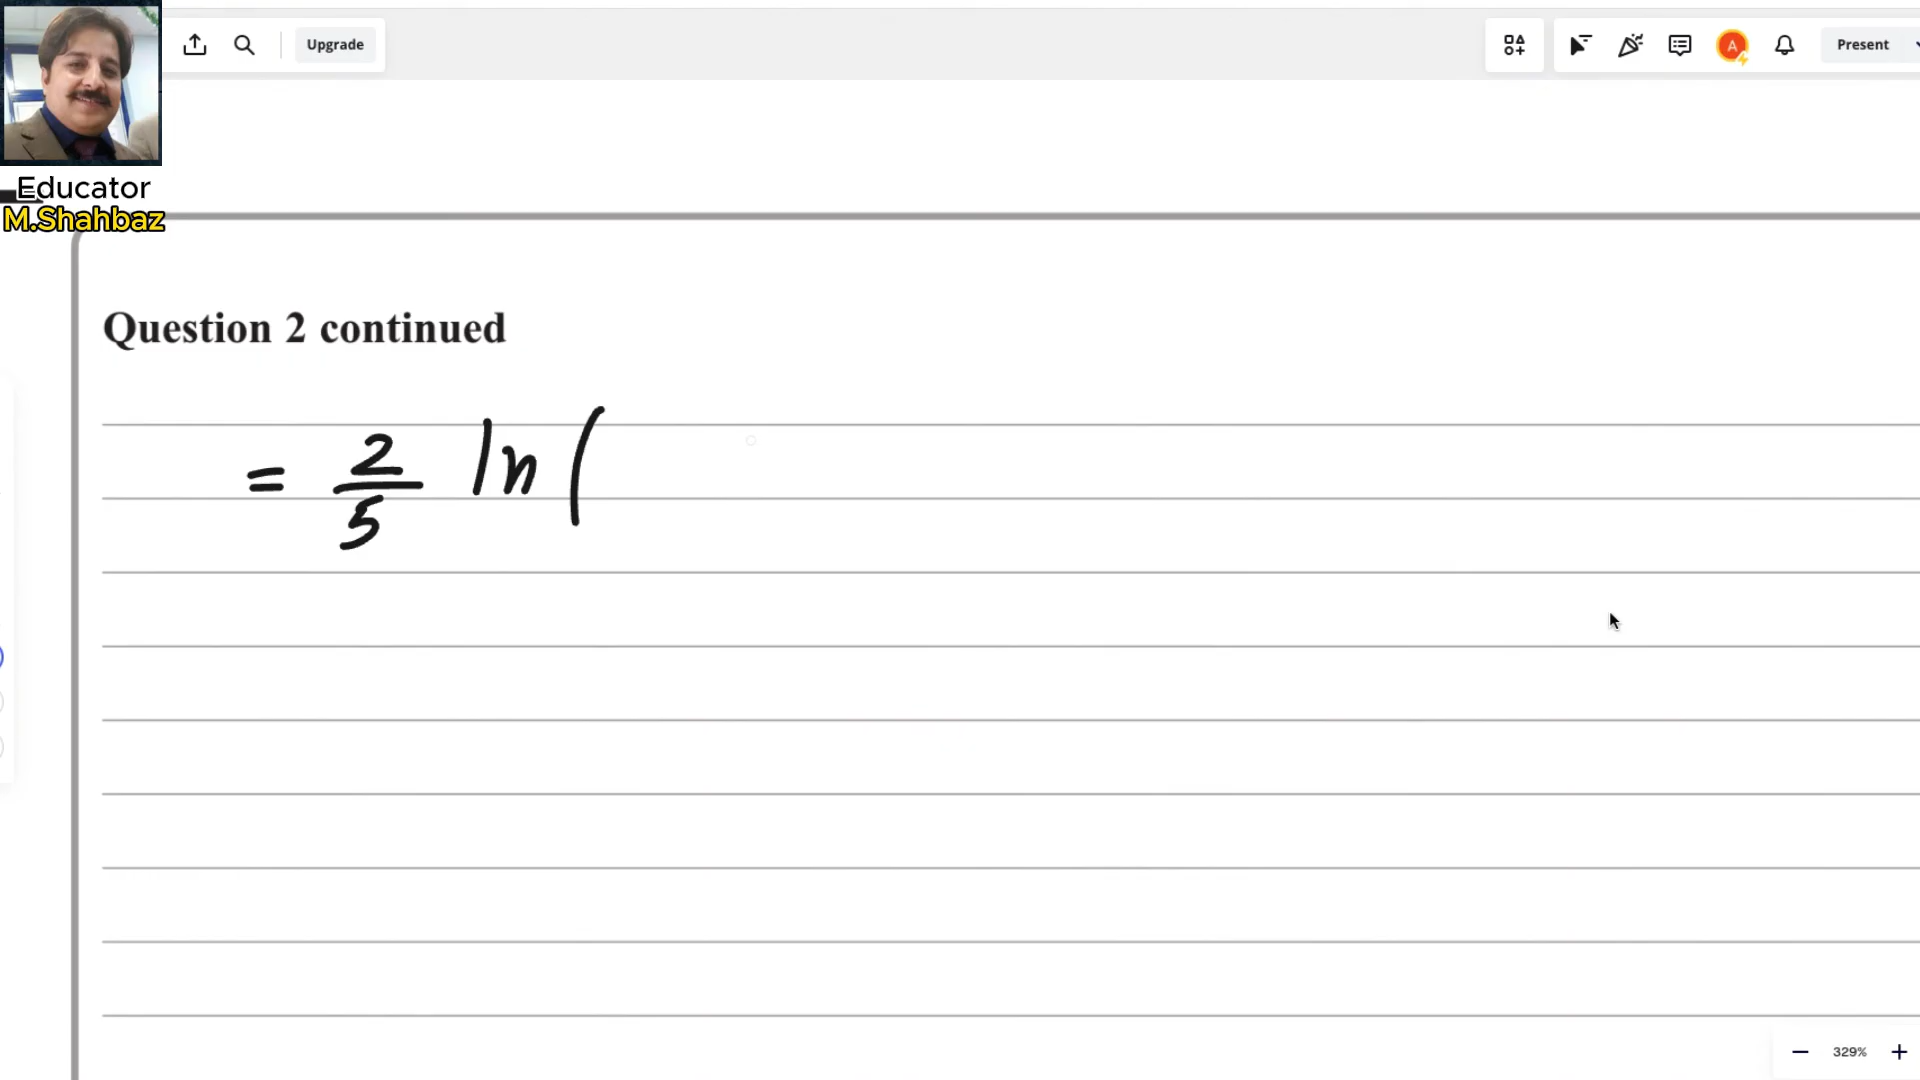 Upgrade
A
Present
Educator
M.Shahbaz
Question 2 continued
= 2/5 ln (
329%